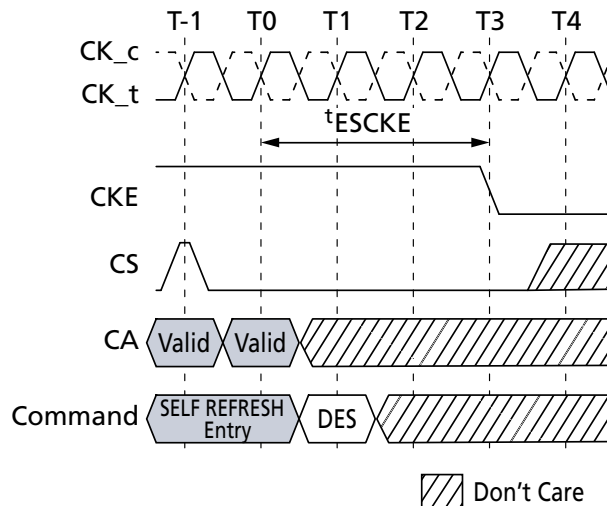 T-1 T0 T1 T2 T3 T4
CK_c
CK_t
tESCKE
CKE
CS
CA Valid Valid
Command SELF REFRESH Entry DES
Don't Care